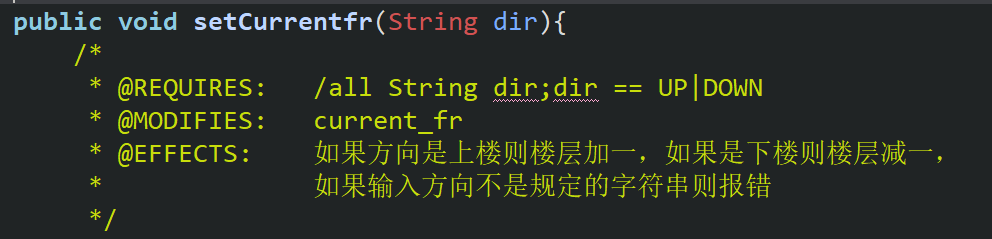 public void setCurrentfr(String dir){
/*
* @REQUIRES: /all String dir;dir == UP|DOWN
* @MODIFIES: current_fr
* @EFFECTS: 如果方向是上楼则楼层加一，如果是下楼则楼层减一，
* 如果输入方向不是规定的字符串则报错
*/